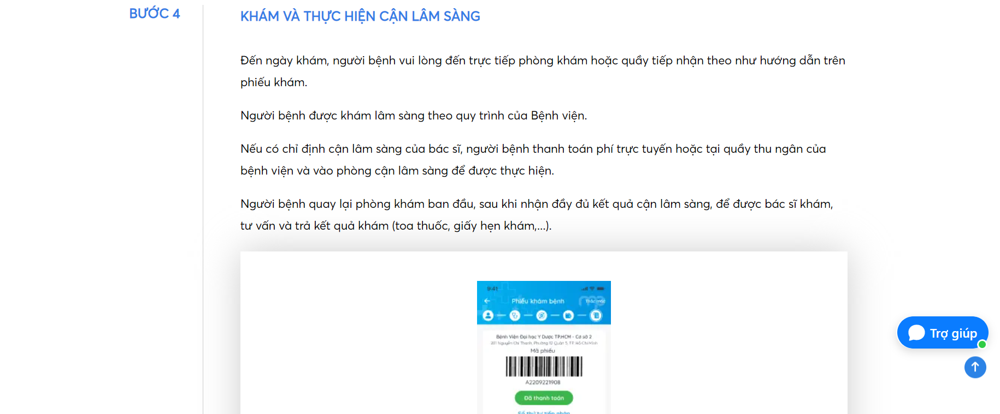 BƯỚC 4
KHÁM VÀ THỰC HIỆN CẬN LÂM SÀNG
Đến ngày khám, người bệnh vui lòng đến trực tiếp phòng khám hoặc quầy tiếp nhận theo như hướng dẫn trên
phiếu khám.
Người bệnh được khám lâm sàng theo quy trình của Bệnh viện.
Nếu có chỉ định cận lâm sàng của bác sĩ, người bệnh thanh toán phí trực tuyến hoặc tại quầy thu ngân của
bệnh viện và vào phòng cận lâm sàng để được thực hiện.
Người bệnh quay lại phòng khám ban đầu, sau khi nhận đầy đủ kết quả cận lâm sàng, để được bác sĩ khám,
tư vấn và trả kết quả khám (toa thuốc, giấy hẹn khám,...).
9:41
Phiếu khám bệnh
Thắc mắc
Bệnh Viện Đại học Y Dược TP.HCM - Cơ sở 2
201 Nguyễn Chí Thanh, Phường 12 Quận 5, TP. Hồ Chí Minh
Mã phiếu
A2209221908
Đã thanh toán
Số thứ tự tiếp nhận
Trợ giúp